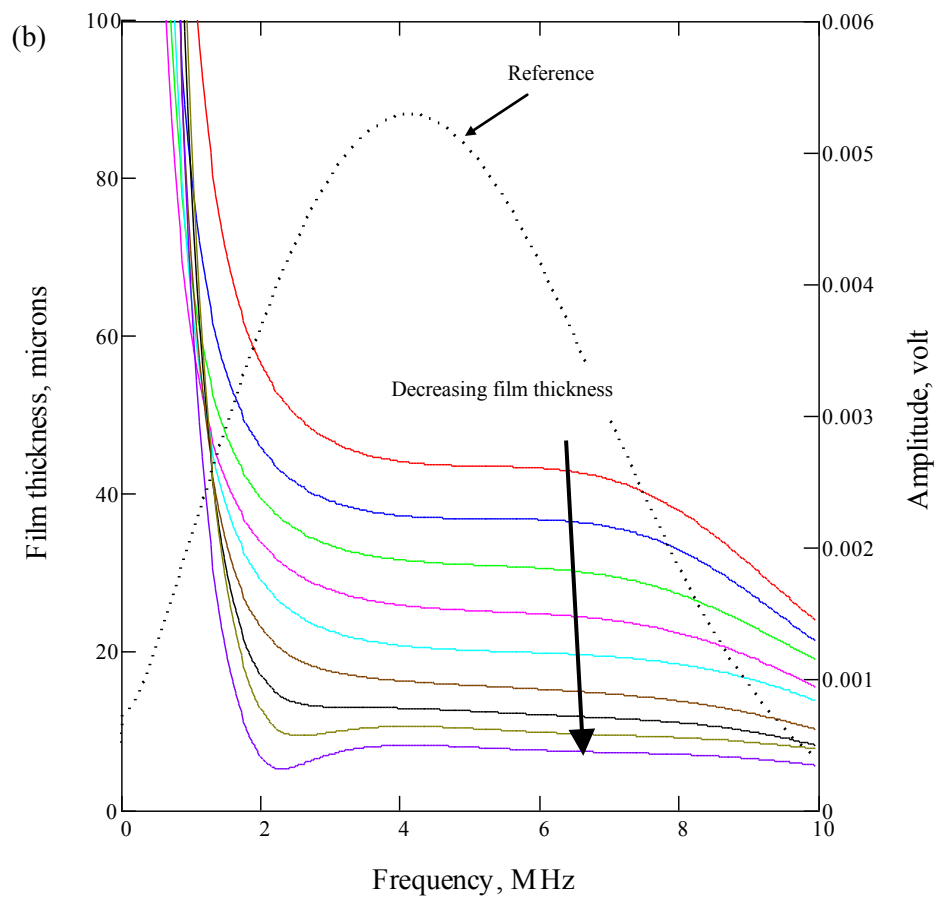 (b)
100
80
60
40
20
0
Film thickness, microns
0.006
0.005
0.004
0.003
0.002
0.001
0
Amplitude, volt
Reference
Decreasing film thickness
0 2 4 6 8 10
Frequency, MHz